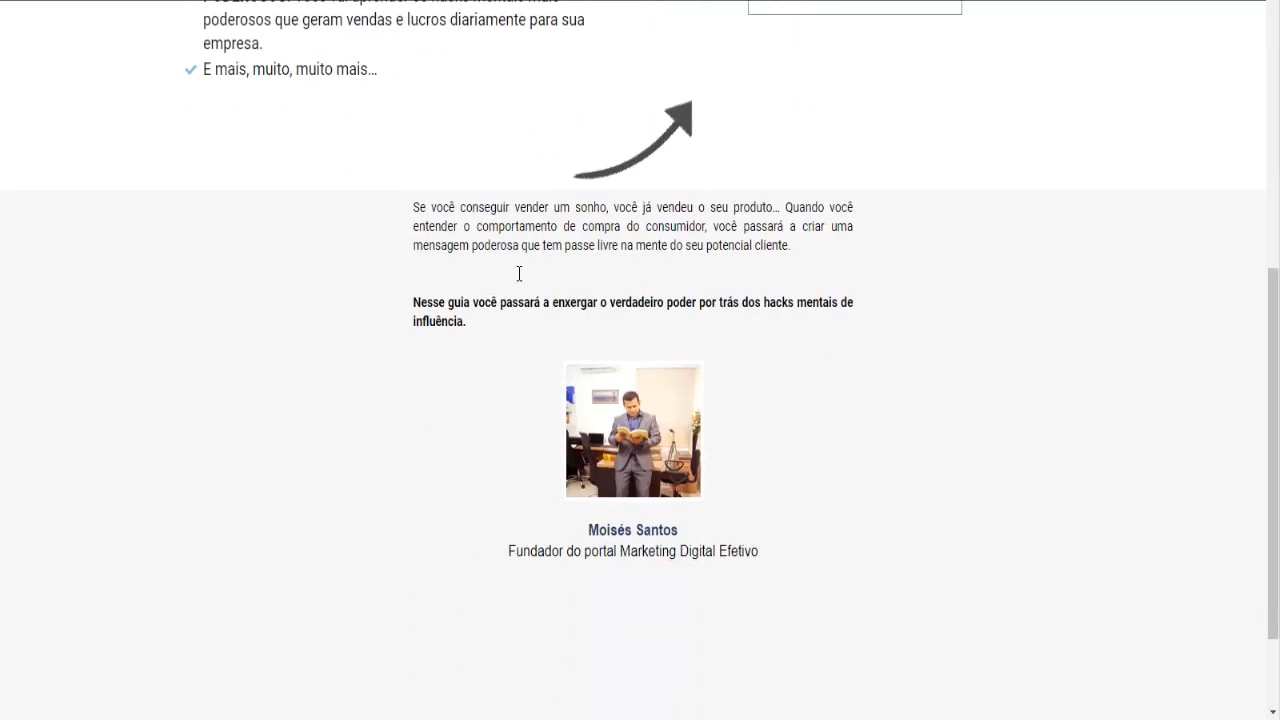 poderosos que geram vendas e lucros diariamente para sua
empresa.
E mais, muito, muito mais...
Se você conseguir vender um sonho, você já vendeu o seu produto... Quando você
entender o comportamento de compra do consumidor, você passará a criar uma
mensagem poderosa que tem passe livre na mente do seu potencial cliente.
Nesse guia você passará a enxergar o verdadeiro poder por trás dos hacks mentais de
influência.
Moisés Santos
Fundador do portal Marketing Digital Efetivo